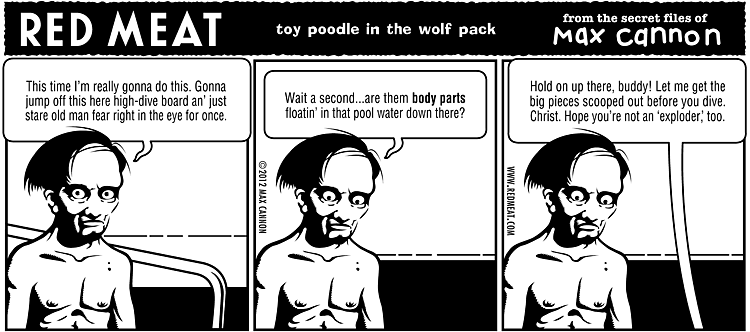 RED MEAT
toy poodle in the wolf pack
from the secret files of
Max Cannon
This time I'm really gonna do this. Gonna
jump off this here high-dive board an' just
stare old man fear right in the eye for once.
©2012 MAX CANNON
Wait a second...are them body parts
floatin' in that pool water down there?
WWW.REDMEAT.COM
Hold on up there, buddy! Let me get the
big pieces scooped out before you dive.
Christ. Hope you're not an 'exploder,' too.